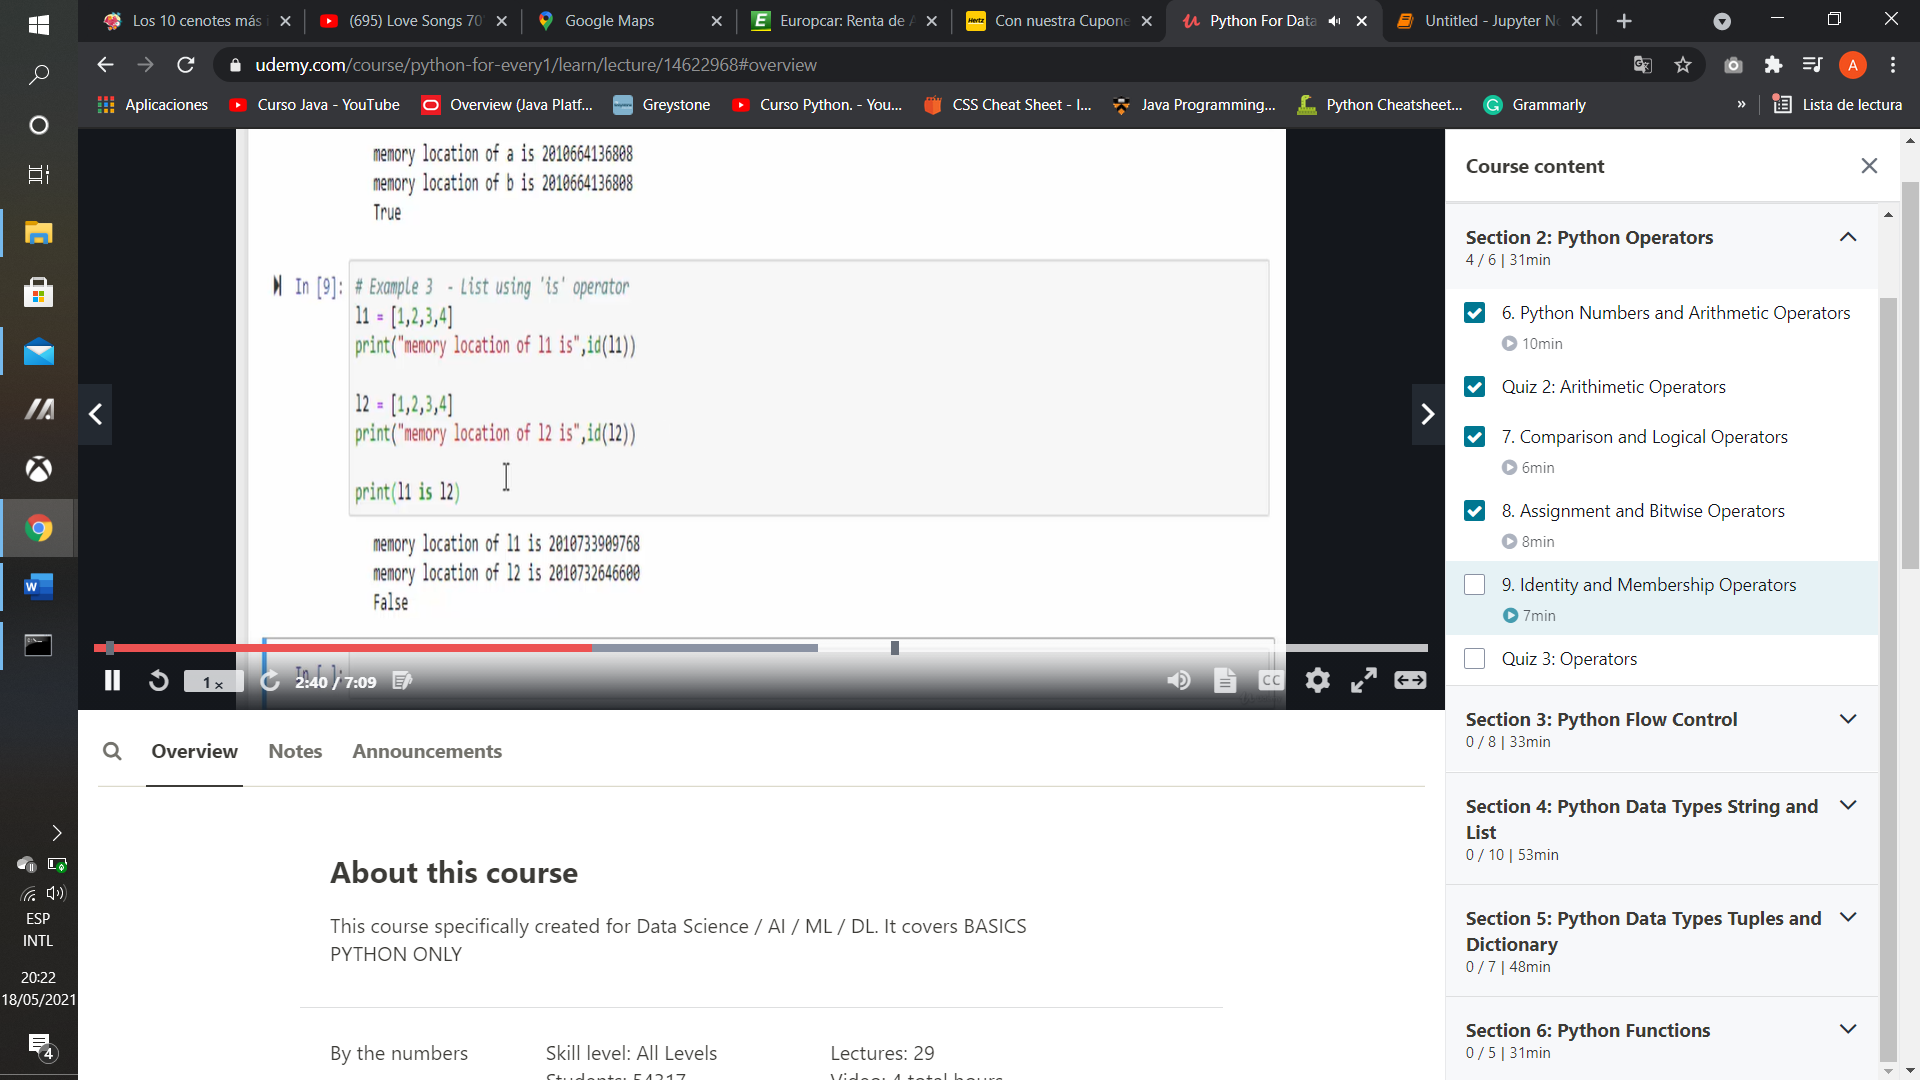 Los 10 cenotes más
(695) Love Songs 70
Google Maps
Europcar: Renta de
Con nuestra Cupone
Python For Data
Untitled - Jupyter N
udemy.com/course/python-for-every1/learn/lecture/14622968#overview
A
Aplicaciones
Curso Java - YouTube
Overview (Java Platf...
Greystone
Curso Python. - You...
CSS Cheat Sheet - I...
Java Programming...
Python Cheatsheet...
Grammarly
»
Lista de lectura
memory location of a is 2010664136808
memory location of b is 2010664136808
True
In [9]:
# Example 3 - List using 'is' operator
l1 = [1,2,3,4]
print("memory location of l1 is",id(l1))
l2 = [1,2,3,4]
print("memory location of l2 is",id(l2))
print(l1 is l2)
memory location of l1 is 2010733909768
memory location of l2 is 2010732646600
False
In [ ]:
1 x
2:40 / 7:09
CC
Overview
Notes
Announcements
About this course
This course specifically created for Data Science / AI / ML / DL. It covers BASICS
PYTHON ONLY
By the numbers
Skill level: All Levels
Students: 54317
Lectures: 29
Video: 4 total hours
Course content
Section 2: Python Operators
4 / 6 | 31min
6. Python Numbers and Arithmetic Operators
10min
Quiz 2: Arithimetic Operators
7. Comparison and Logical Operators
6min
8. Assignment and Bitwise Operators
8min
9. Identity and Membership Operators
7min
Quiz 3: Operators
Section 3: Python Flow Control
0 / 8 | 33min
Section 4: Python Data Types String and
List
0 / 10 | 53min
Section 5: Python Data Types Tuples and
Dictionary
0 / 7 | 48min
Section 6: Python Functions
0 / 5 | 31min
ESP
INTL
20:22
18/05/2021
4